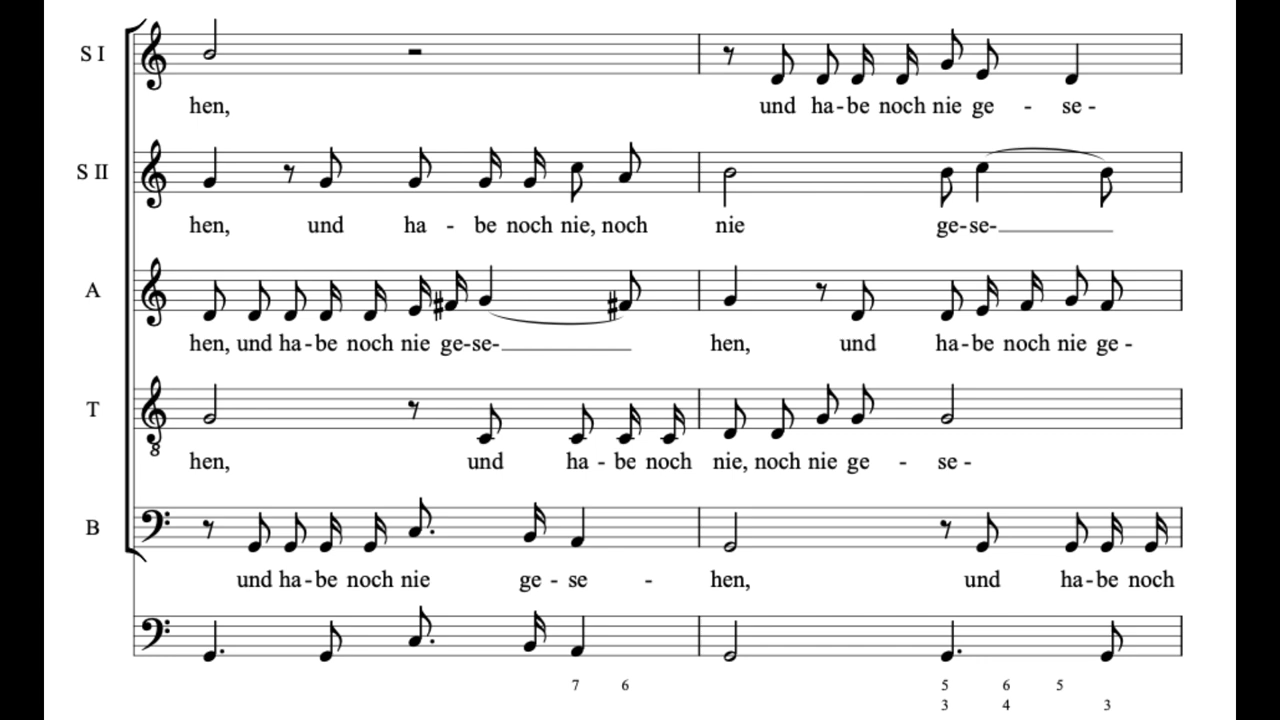 S I
hen, und ha-be noch nie ge - se-
S II
hen, und ha - be noch nie, noch nie ge-se-
A
hen, und ha-be noch nie ge-se- hen, und ha-be noch nie ge-
T
8
hen, und ha-be noch nie, noch nie ge - se-
B
und ha-be noch nie ge-se - hen, und ha-be noch
7 6 5 6 5
3 4 3